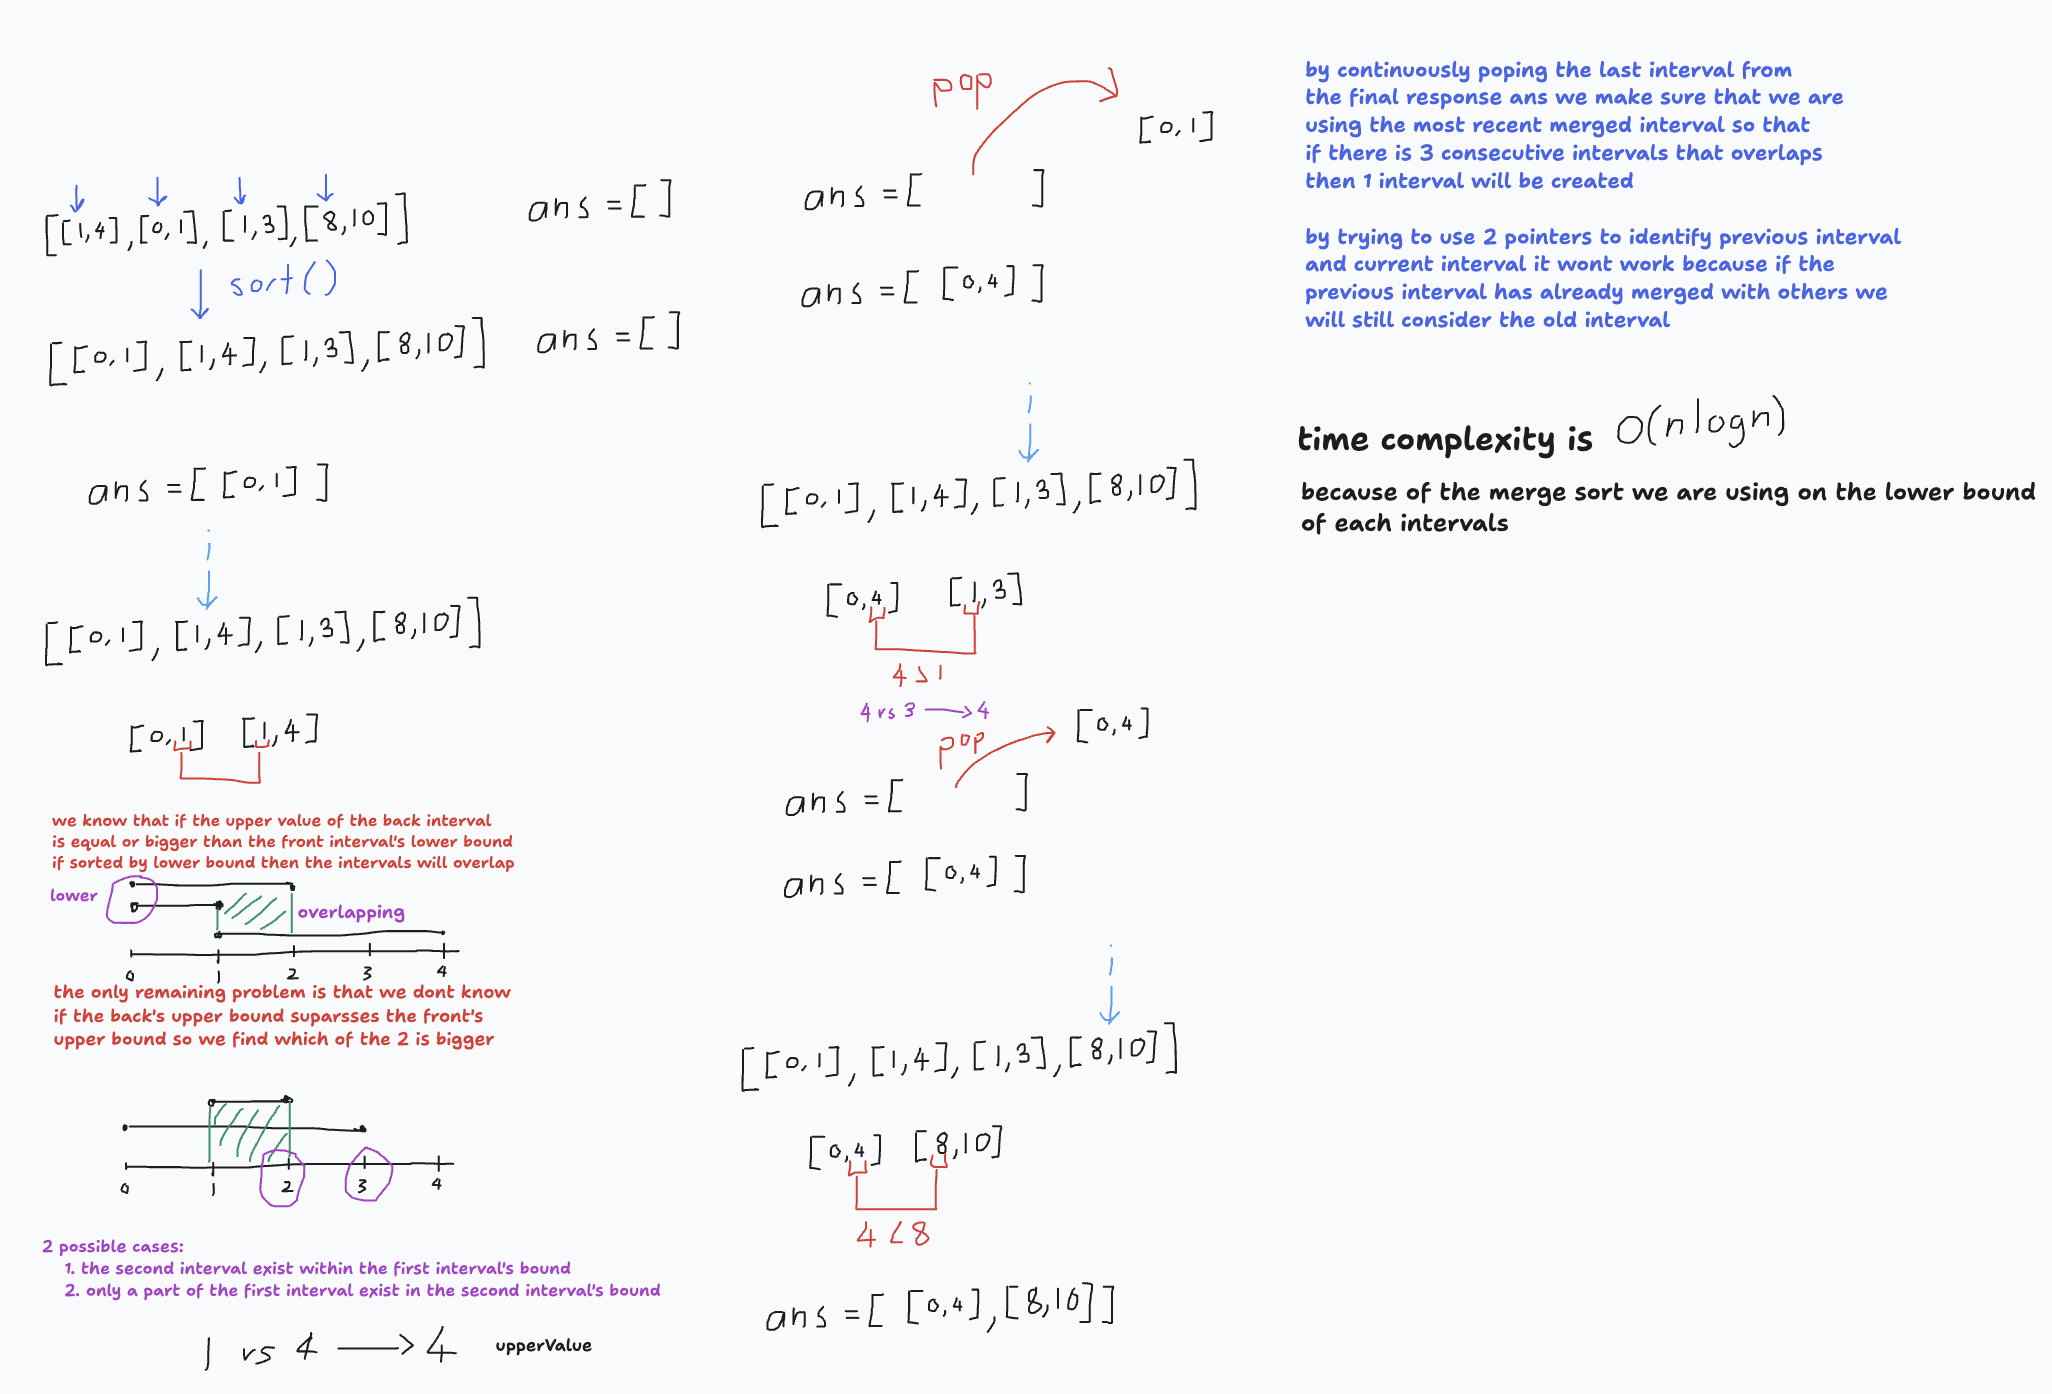 [[1,4],[0,1],[1,3],[8,10]]
ans = [ ]
sort()
[[0,1],[1,4],[1,3],[8,10]]
ans = [ ]
ans = [ [0,1] ]
[[0,1],[1,4],[1,3],[8,10]]
[0,1] [1,4]
we know that if the upper value of the back interval
is equal or bigger than the front interval's lower bound
if sorted by lower bound then the intervals will overlap
lower
overlapping
0 1 2 3 4
the only remaining problem is that we dont know
if the back's upper bound suparsses the front's
upper bound so we find which of the 2 is bigger
0 1 2 3 4
2 possible cases:
1. the second interval exist within the first interval's bound
2. only a part of the first interval exist in the second interval's bound
1 vs 4 → 4 upperValue
pop
[0,1]
ans = [ ]
ans = [ [0,4] ]
[[0,1],[1,4],[1,3],[8,10]]
[0,4] [1,3]
4 > 1
4 vs 3 → 4
pop
[0,4]
ans = [ ]
ans = [ [0,4] ]
[[0,1],[1,4],[1,3],[8,10]]
[0,4] [8,10]
4 < 8
ans = [ [0,4],[8,10]]
by continuously poping the last interval from
the final response ans we make sure that we are
using the most recent merged interval so that
if there is 3 consecutive intervals that overlaps
then 1 interval will be created
by trying to use 2 pointers to identify previous interval
and current interval it wont work because if the
previous interval has already merged with others we
will still consider the old interval
time complexity is O(nlogn)
because of the merge sort we are using on the lower bound
of each intervals